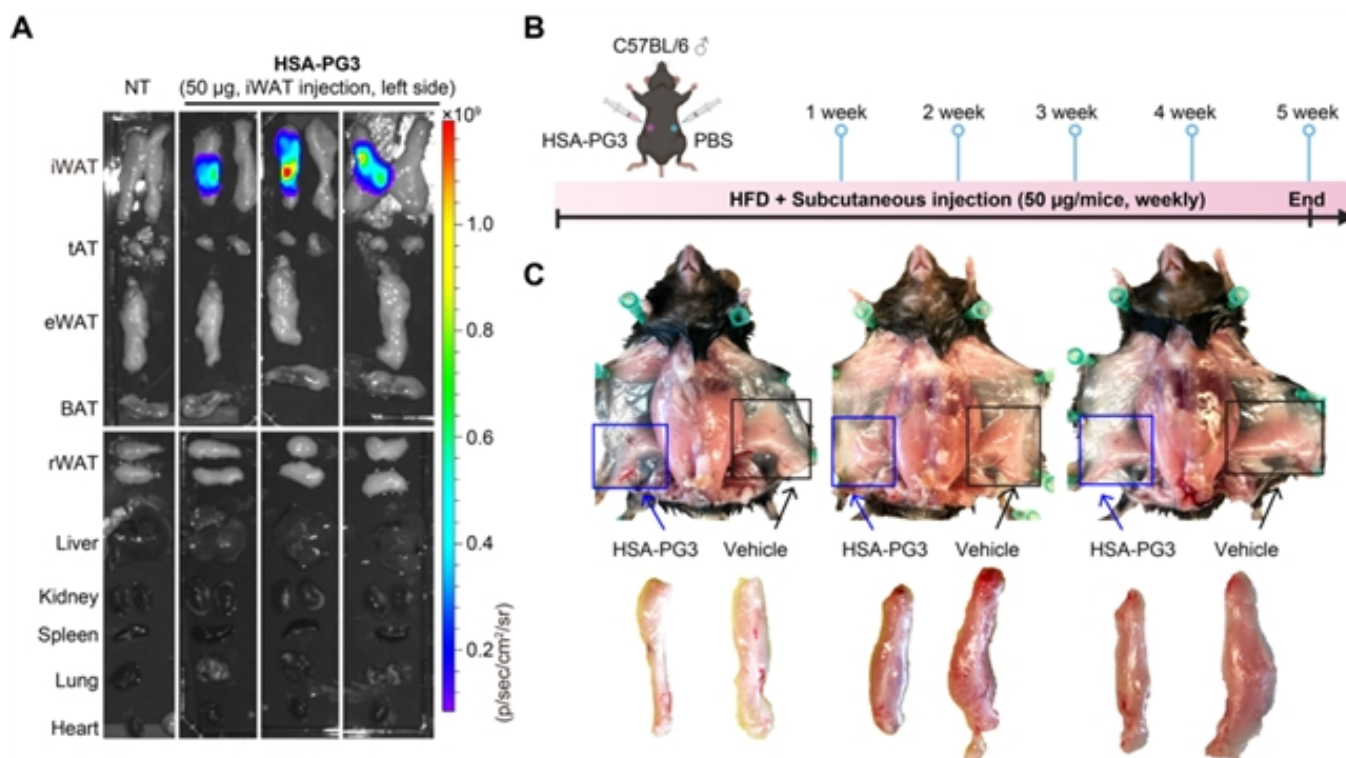 A
HSA-PG3
NT
(50 µg, iWAT injection, left side)
×10⁹
iWAT
tAT
eWAT
BAT
rWAT
Liver
Kidney
Spleen
Lung
Heart
1.0
0.8
0.6
0.4
0.2
(p/sec/cm²/sr)
B
C57BL/6 ♂
HSA-PG3
PBS
1 week
2 week
3 week
4 week
5 week
HFD + Subcutaneous injection (50 µg/mice, weekly)
End
C
HSA-PG3
Vehicle
HSA-PG3
Vehicle
HSA-PG3
Vehicle